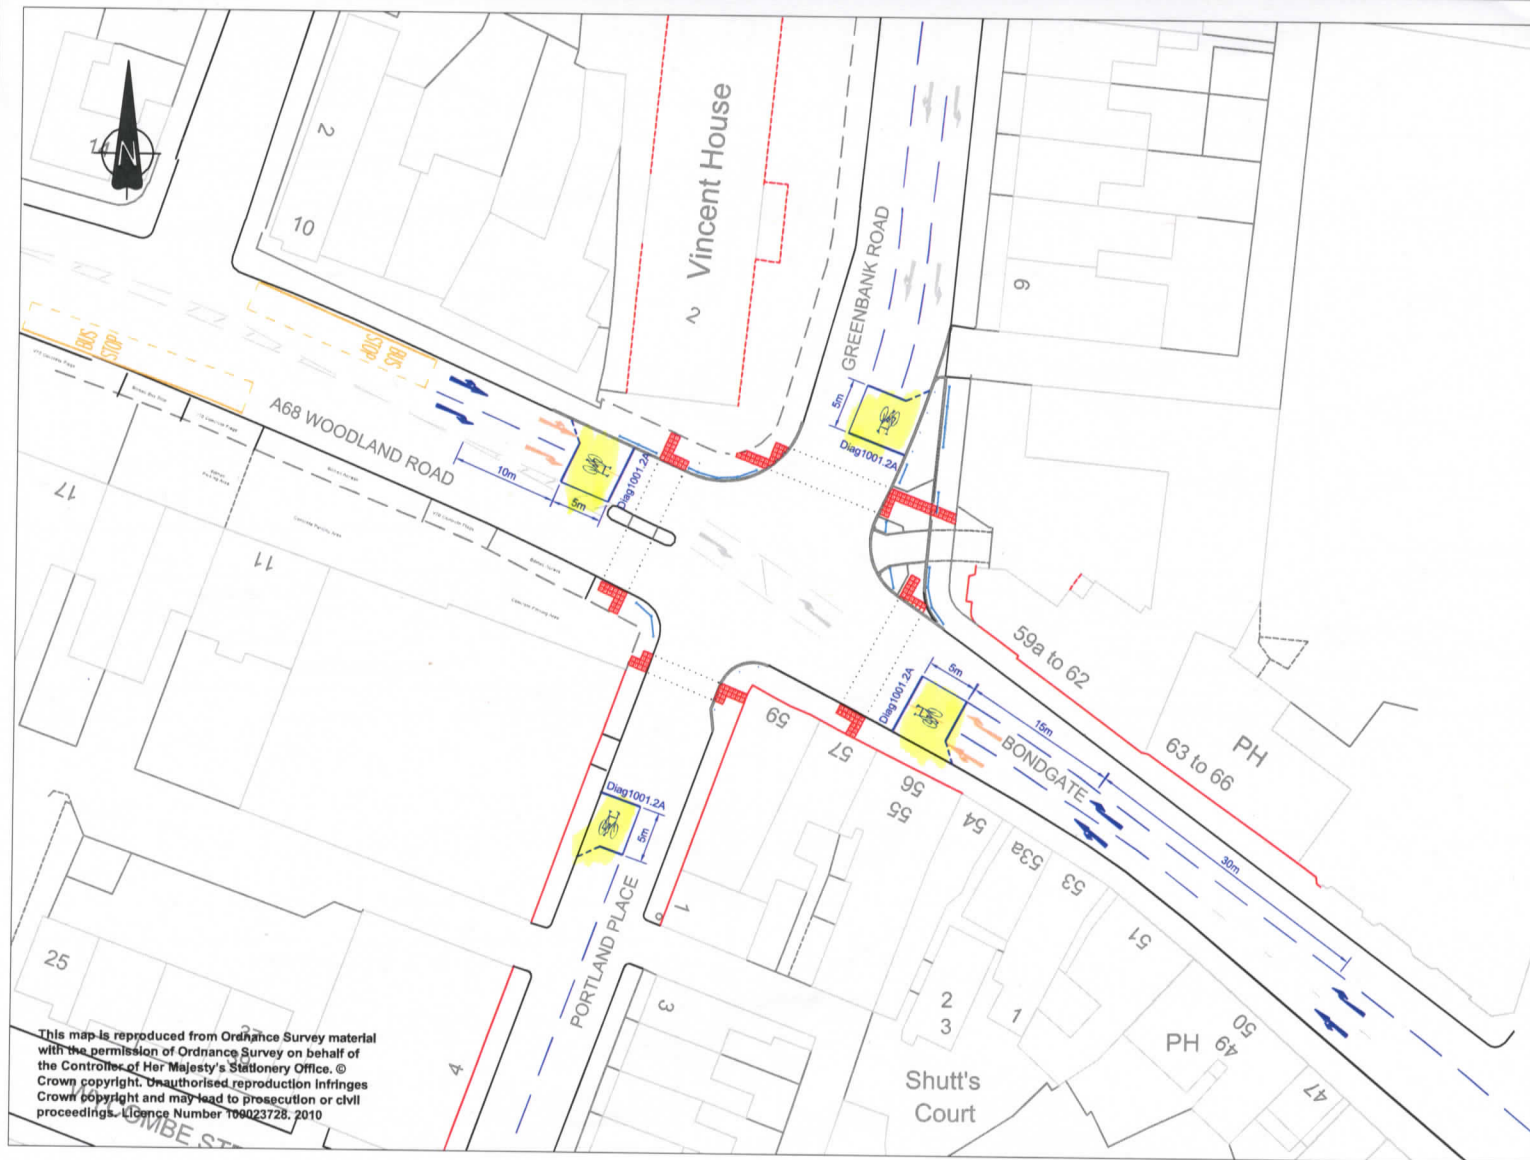 14
N
2
10
Vincent House
2
GREENBANK ROAD
9
BUS
STOP
BUS
STOP
A68 WOODLAND ROAD
10m
5m
Diag1001.2A
5m
Diag1001.2A
17
11
59a to 62
63 to 66
PH
5m
Diag1001.2A
15m
BONDGATE
30m
59
57
56
55
54
53a
53
51
50
49
47
PH
Diag1001.2A
5m
PORTLAND PLACE
1
3
4
2
3
1
Shutt's
Court
25
37
38
This map is reproduced from Ordnance Survey material
with the permission of Ordnance Survey on behalf of
the Controller of Her Majesty's Stationery Office. ©
Crown copyright. Unauthorised reproduction infringes
Crown copyright and may lead to prosecution or civil
proceedings. Licence Number 100023728. 2010